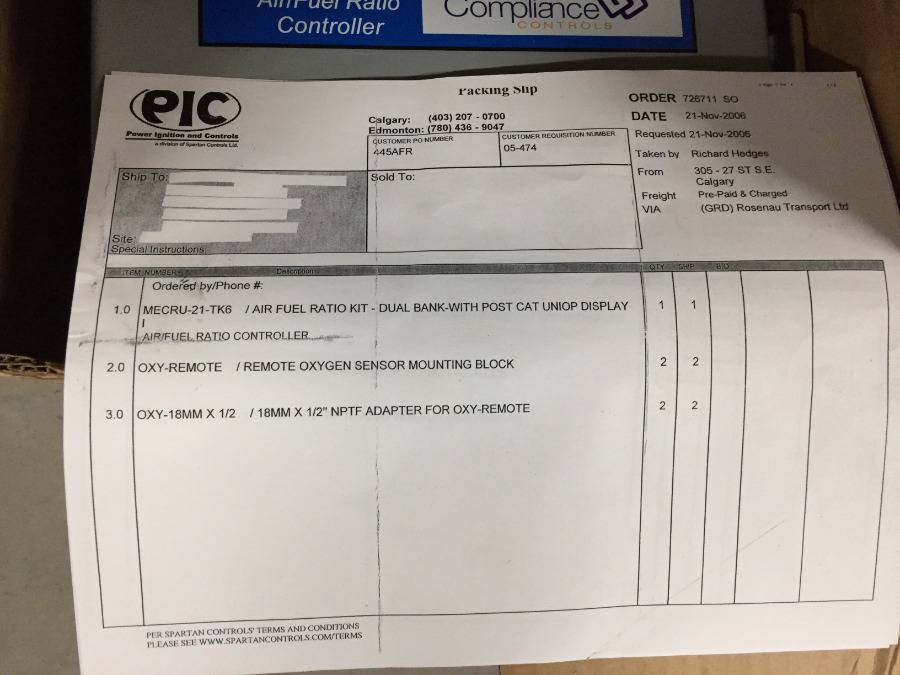 Air/Fuel Ratio
Controller
Compliance
CONTROLS
Packing Slip
PIC
Power Ignition and Controls
a division of Spartan Controls Ltd.
Calgary: (403) 207 - 0700
Edmonton: (780) 436 - 9047
CUSTOMER PO NUMBER
445AFR
CUSTOMER REQUISITION NUMBER
05-474
ORDER 726711 SO
DATE 21-Nov-2006
Requested 21-Nov-2006
Taken by Richard Hedges
From 305 - 27 ST S.E.
Calgary
Freight Pre-Paid & Charged
VIA (GRD) Rosenau Transport Ltd
Ship To:
Site:
Special Instructions:
Sold To:
ITEM NUMBER Description QTY SHIP B/O
Ordered by/Phone #:
1.0 MECRU-21-TK6 / AIR FUEL RATIO KIT - DUAL BANK-WITH POST CAT UNIOP DISPLAY 1 1
I
AIR/FUEL RATIO CONTROLLER
2.0 OXY-REMOTE / REMOTE OXYGEN SENSOR MOUNTING BLOCK 2 2
3.0 OXY-18MM X 1/2 / 18MM X 1/2" NPTF ADAPTER FOR OXY-REMOTE 2 2
PER SPARTAN CONTROLS' TERMS AND CONDITIONS
PLEASE SEE WWW.SPARTANCONTROLS.COM/TERMS